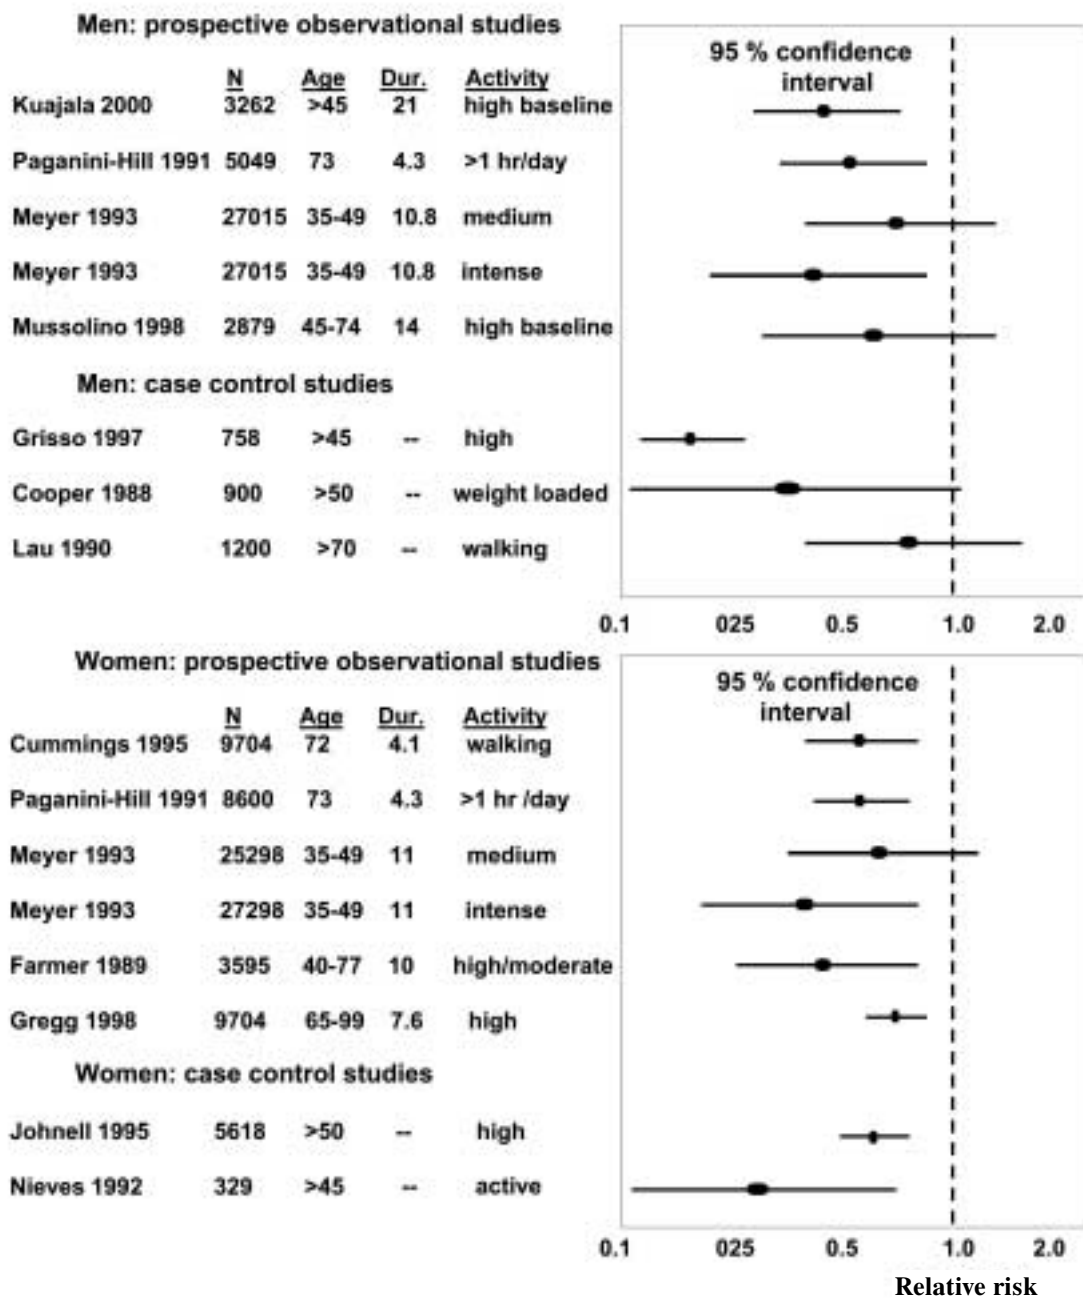 Men: prospective observational studies
95 % confidence
interval
N Age Dur. Activity
Kuajala 2000 3262 >45 21 high baseline
Paganini-Hill 1991 5049 73 4.3 >1 hr/day
Meyer 1993 27015 35-49 10.8 medium
Meyer 1993 27015 35-49 10.8 intense
Mussolino 1998 2879 45-74 14 high baseline
Men: case control studies
Grisso 1997 758 >45 -- high
Cooper 1988 900 >50 -- weight loaded
Lau 1990 1200 >70 -- walking
0.1 025 0.5 1.0 2.0
Women: prospective observational studies
95 % confidence
interval
N Age Dur. Activity
Cummings 1995 9704 72 4.1 walking
Paganini-Hill 1991 8600 73 4.3 >1 hr /day
Meyer 1993 25298 35-49 11 medium
Meyer 1993 27298 35-49 11 intense
Farmer 1989 3595 40-77 10 high/moderate
Gregg 1998 9704 65-99 7.6 high
Women: case control studies
Johnell 1995 5618 >50 -- high
Nieves 1992 329 >45 -- active
0.1 025 0.5 1.0 2.0
Relative risk